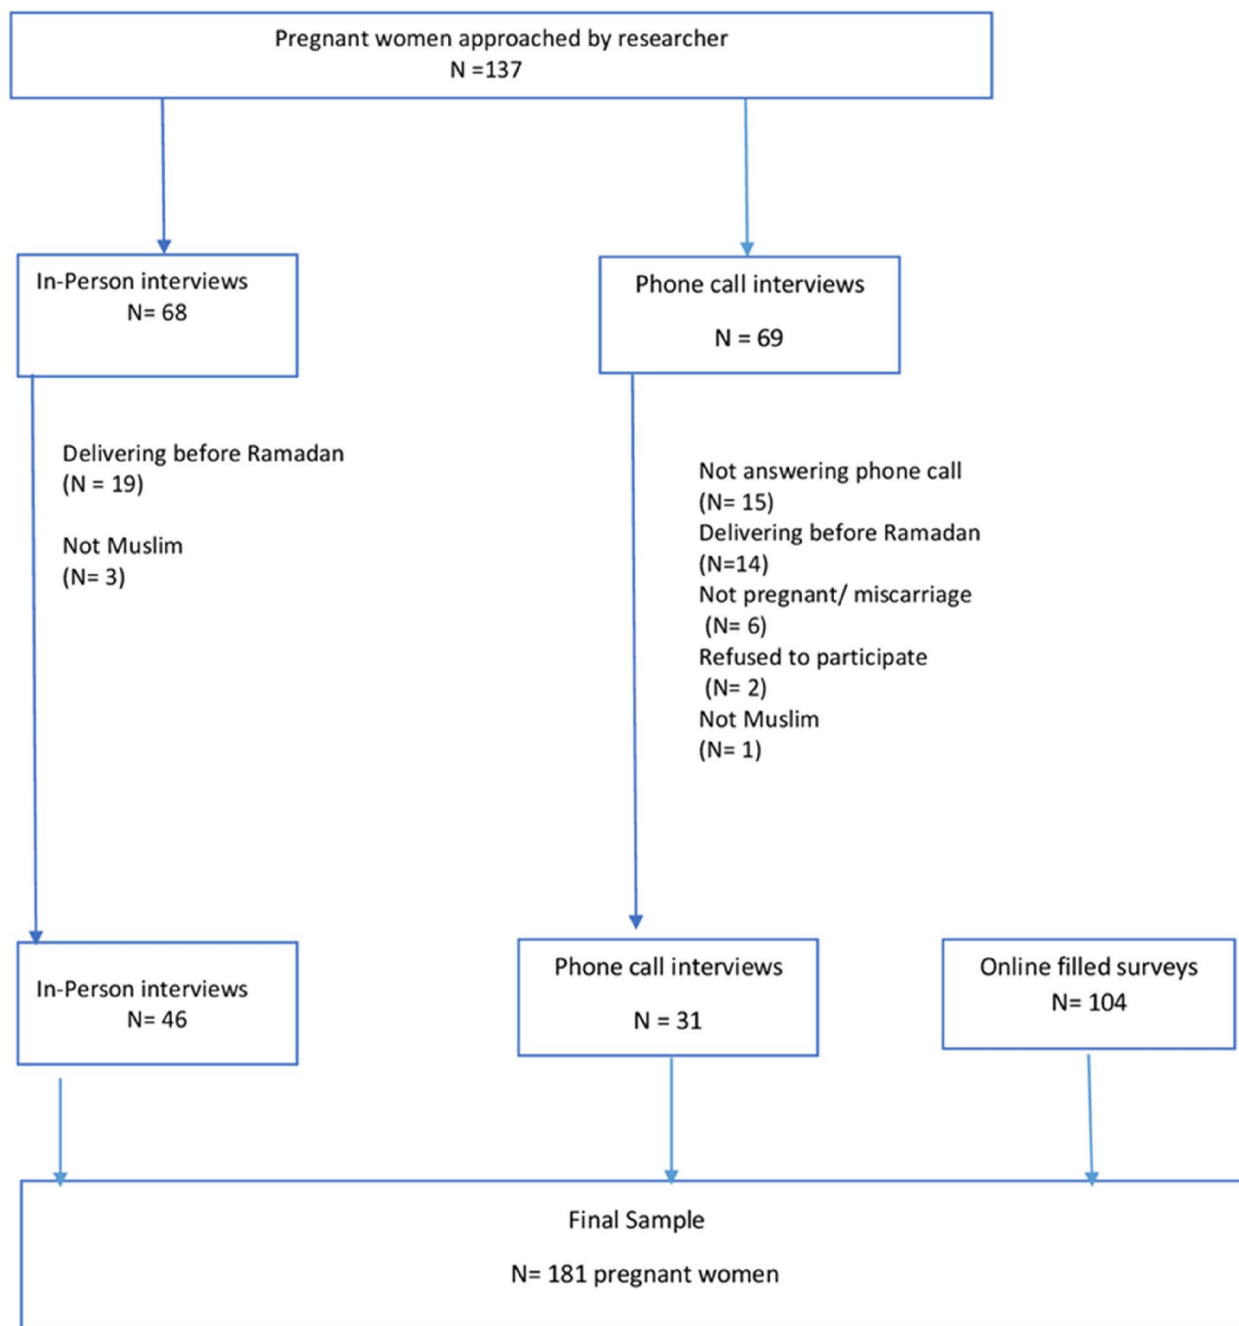 Pregnant women approached by researcher
N =137
In-Person interviews
N= 68
Phone call interviews
N = 69
Delivering before Ramadan
(N = 19)
Not Muslim
(N= 3)
Not answering phone call
(N= 15)
Delivering before Ramadan
(N=14)
Not pregnant/ miscarriage
(N= 6)
Refused to participate
(N= 2)
Not Muslim
(N= 1)
In-Person interviews
N= 46
Phone call interviews
N = 31
Online filled surveys
N= 104
Final Sample
N= 181 pregnant women